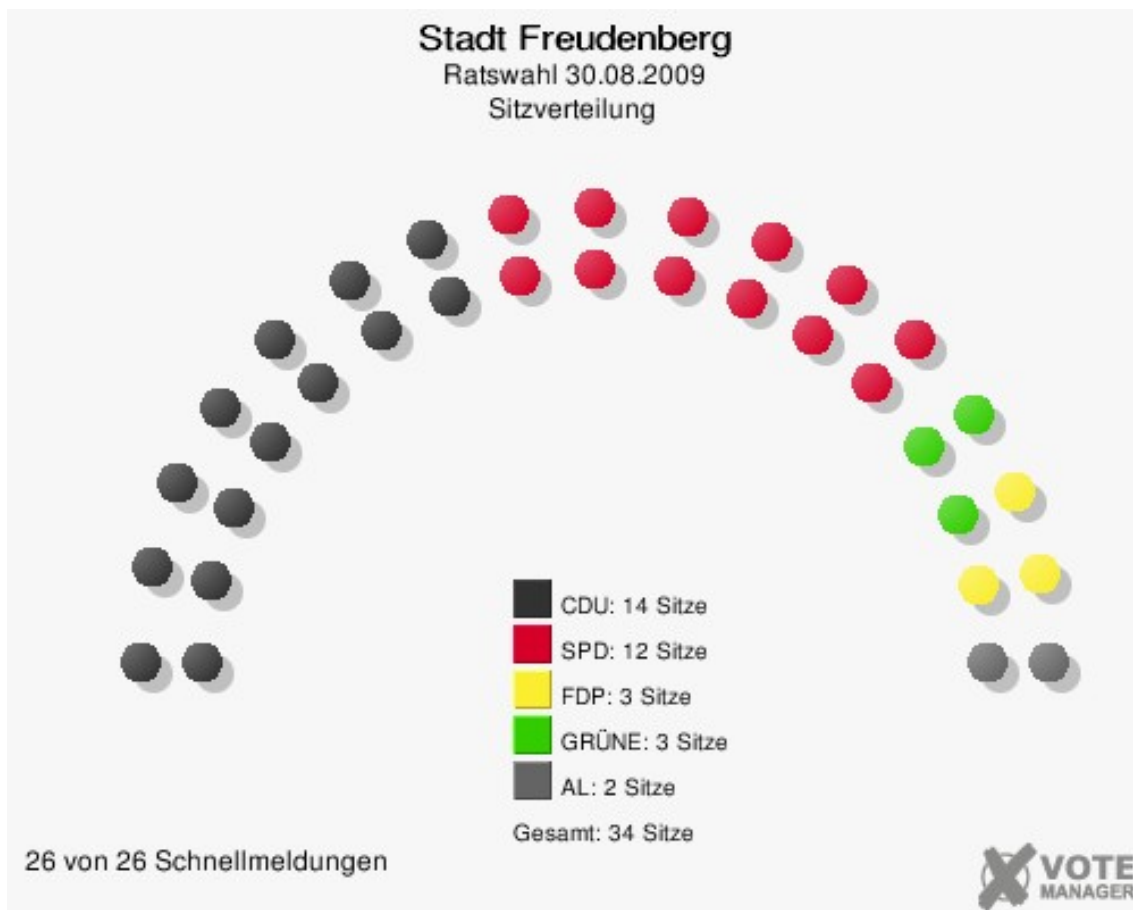 Stadt Freudenberg
Ratswahl 30.08.2009
Sitzverteilung
CDU: 14 Sitze
SPD: 12 Sitze
FDP: 3 Sitze
GRÜNE: 3 Sitze
AL: 2 Sitze
Gesamt: 34 Sitze
26 von 26 Schnellmeldungen
VOTE
MANAGER